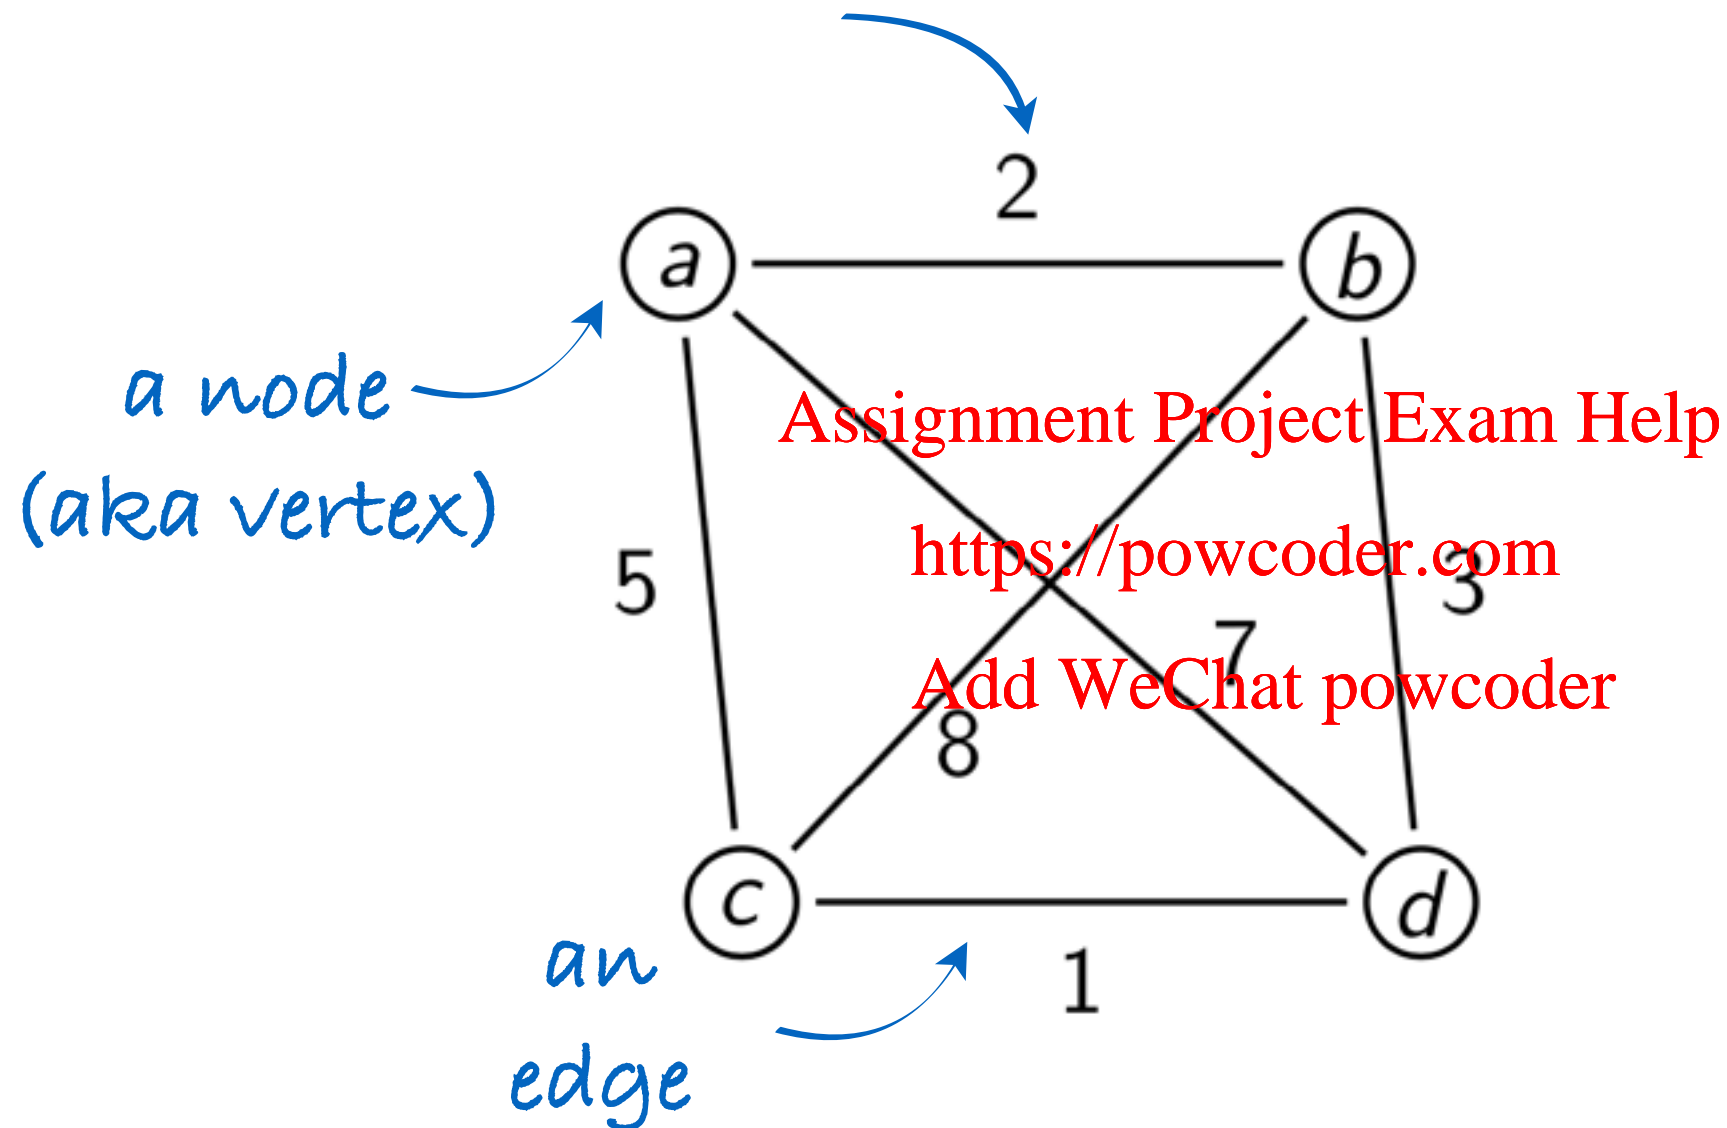 2
a
b
a node
(aka vertex)
Assignment Project Exam Help
https://powcoder.com
5
3
7
Add WeChat powcoder
8
c
d
an
edge
1